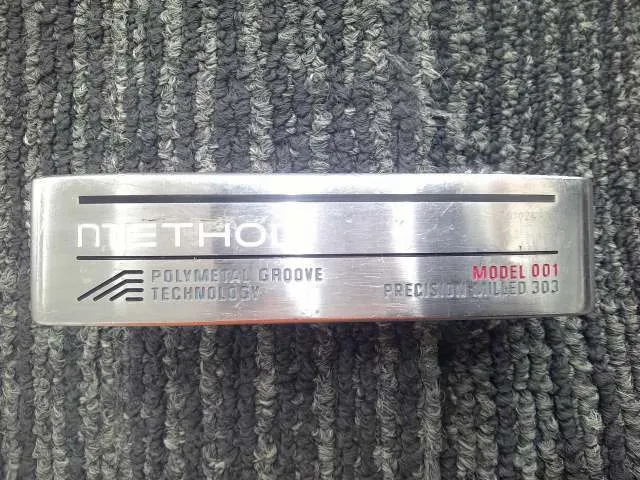 METHOD
POLYMETAL GROOVE
TECHNOLOGY
MODEL 001
PRECISION MILLED 303